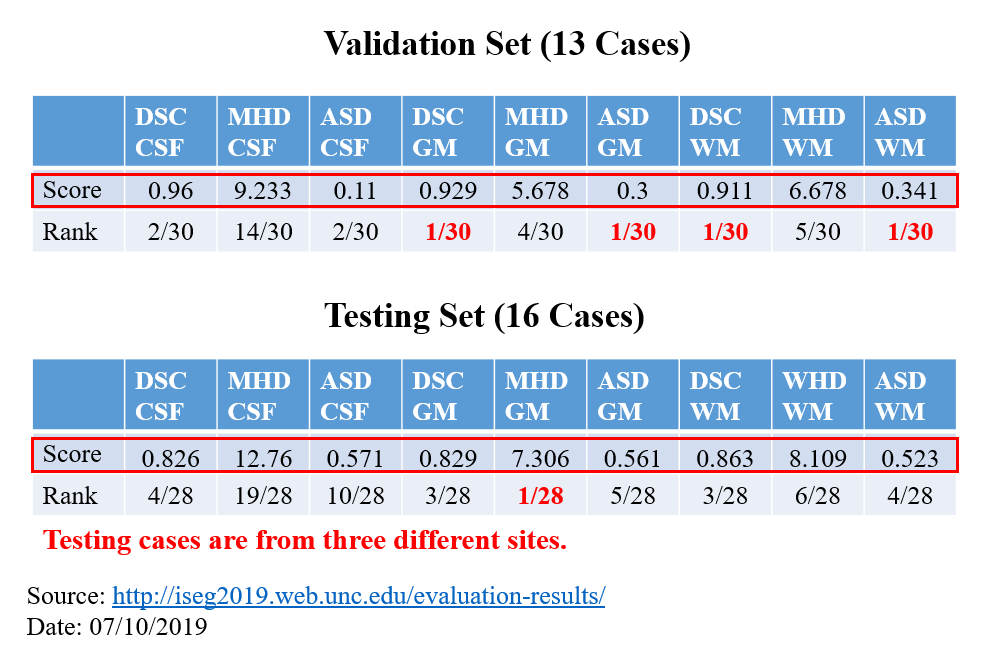 Validation Set (13 Cases)
DSC CSF MHD CSF ASD CSF DSC GM MHD GM ASD GM DSC WM MHD WM ASD WM
Score 0.96 9.233 0.11 0.929 5.678 0.3 0.911 6.678 0.341
Rank 2/30 14/30 2/30 1/30 4/30 1/30 1/30 5/30 1/30
Testing Set (16 Cases)
DSC CSF MHD CSF ASD CSF DSC GM MHD GM ASD GM DSC WM WHD WM ASD WM
Score 0.826 12.76 0.571 0.829 7.306 0.561 0.863 8.109 0.523
Rank 4/28 19/28 10/28 3/28 1/28 5/28 3/28 6/28 4/28
Testing cases are from three different sites.
Source: http://iseg2019.web.unc.edu/evaluation-results/
Date: 07/10/2019